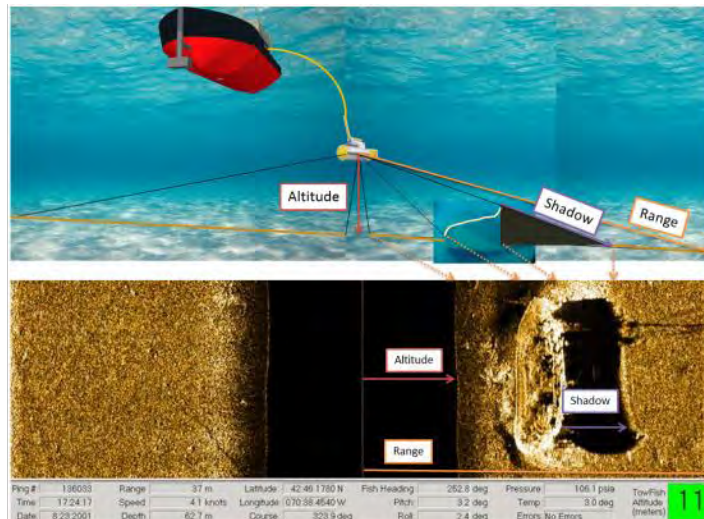 Altitude
Shadow
Range
Altitude
Shadow
Range
Ping #: 136033 Range 37 m Latitude: 42:46.1780 N Fish Heading 252.8 deg Pressure 106.1 psia
Time 17:24:17 Speed 4.1 knots Longitude 070:38.4540 W Pitch: 3.2 deg Temp 3.0 deg
Date 8:23:2001 Depth 62.7 m Course 323.9 deg Roll 2.4 deg Errors: No Errors
TowFish
Altitude
(meters)
11